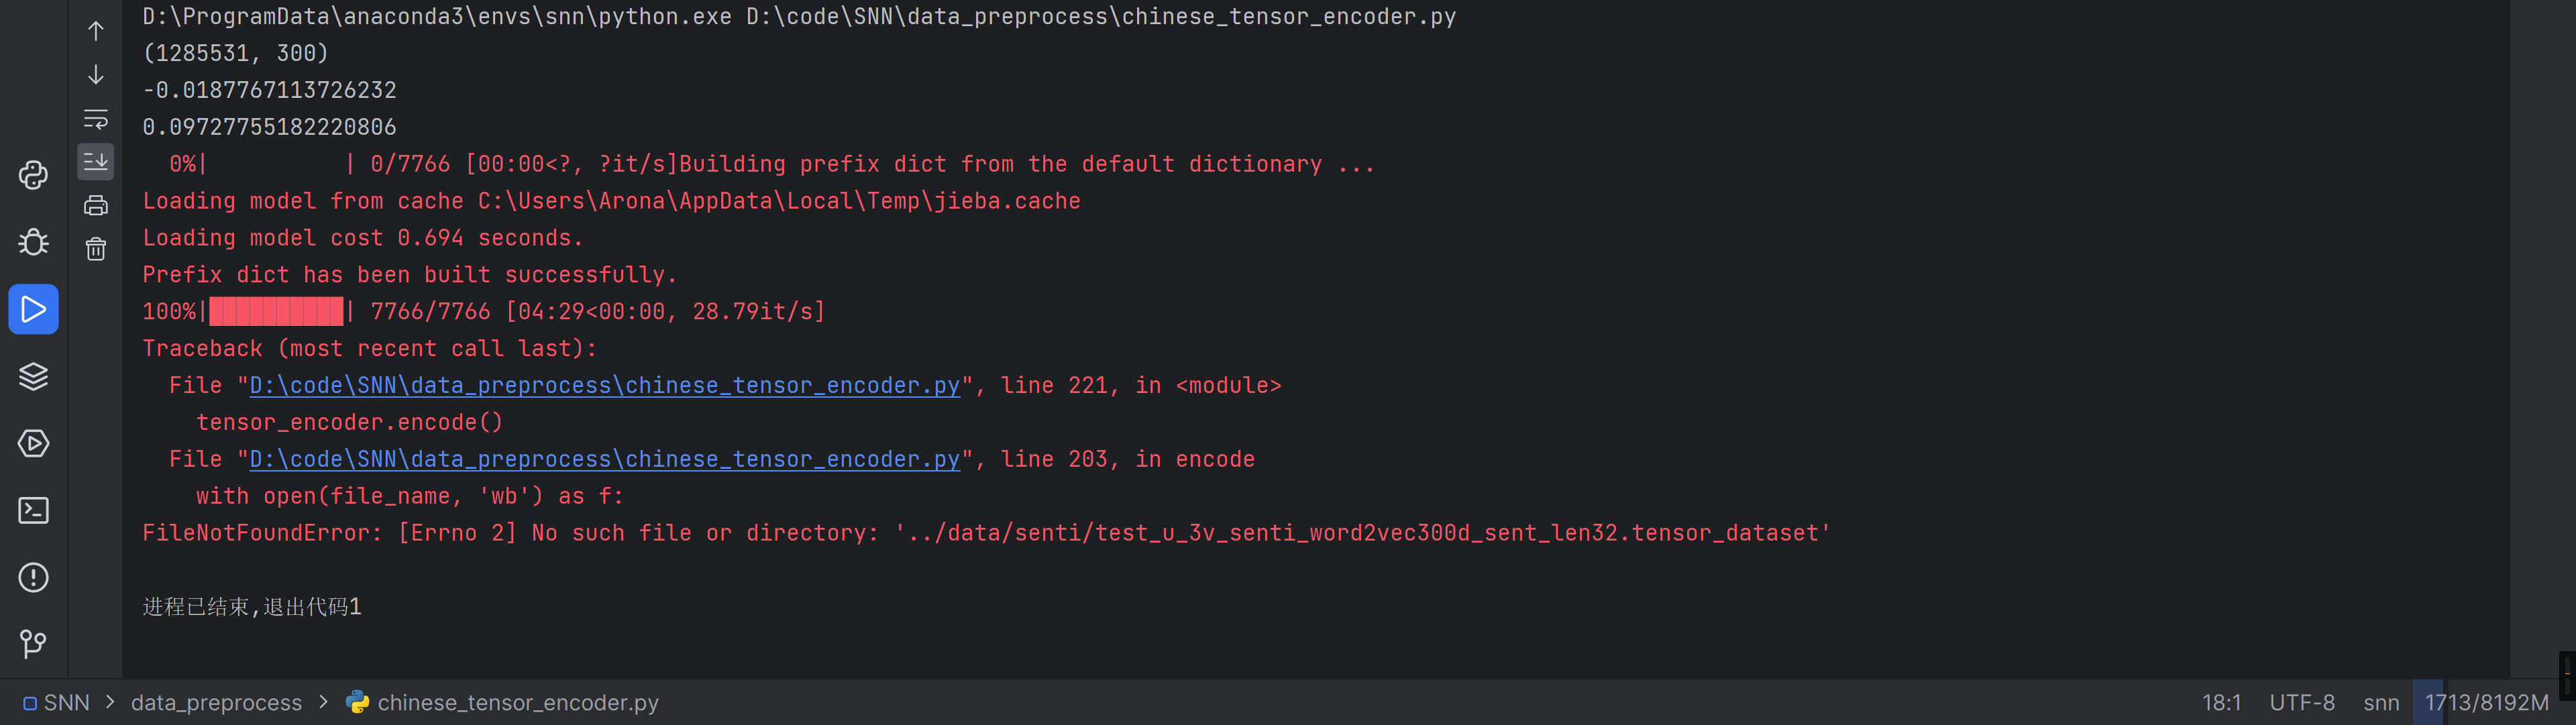 D:\ProgramData\anaconda3\envs\snn\python.exe D:\code\SNN\data_preprocess\chinese_tensor_encoder.py
(1285531, 300)
-0.0187767113726232
0.09727755182220806
  0%|          | 0/7766 [00:00<?, ?it/s]Building prefix dict from the default dictionary ...
Loading model from cache C:\Users\Arona\AppData\Local\Temp\jieba.cache
Loading model cost 0.694 seconds.
Prefix dict has been built successfully.
100%|██████████| 7766/7766 [04:29<00:00, 28.79it/s]
Traceback (most recent call last):
  File "D:\code\SNN\data_preprocess\chinese_tensor_encoder.py", line 221, in <module>
    tensor_encoder.encode()
  File "D:\code\SNN\data_preprocess\chinese_tensor_encoder.py", line 203, in encode
    with open(file_name, 'wb') as f:
FileNotFoundError: [Errno 2] No such file or directory: '../data/senti/test_u_3v_senti_word2vec300d_sent_len32.tensor_dataset'
进程已结束,退出代码1
SNN > data_preprocess > chinese_tensor_encoder.py 18:1 UTF-8 snn 1713/8192M